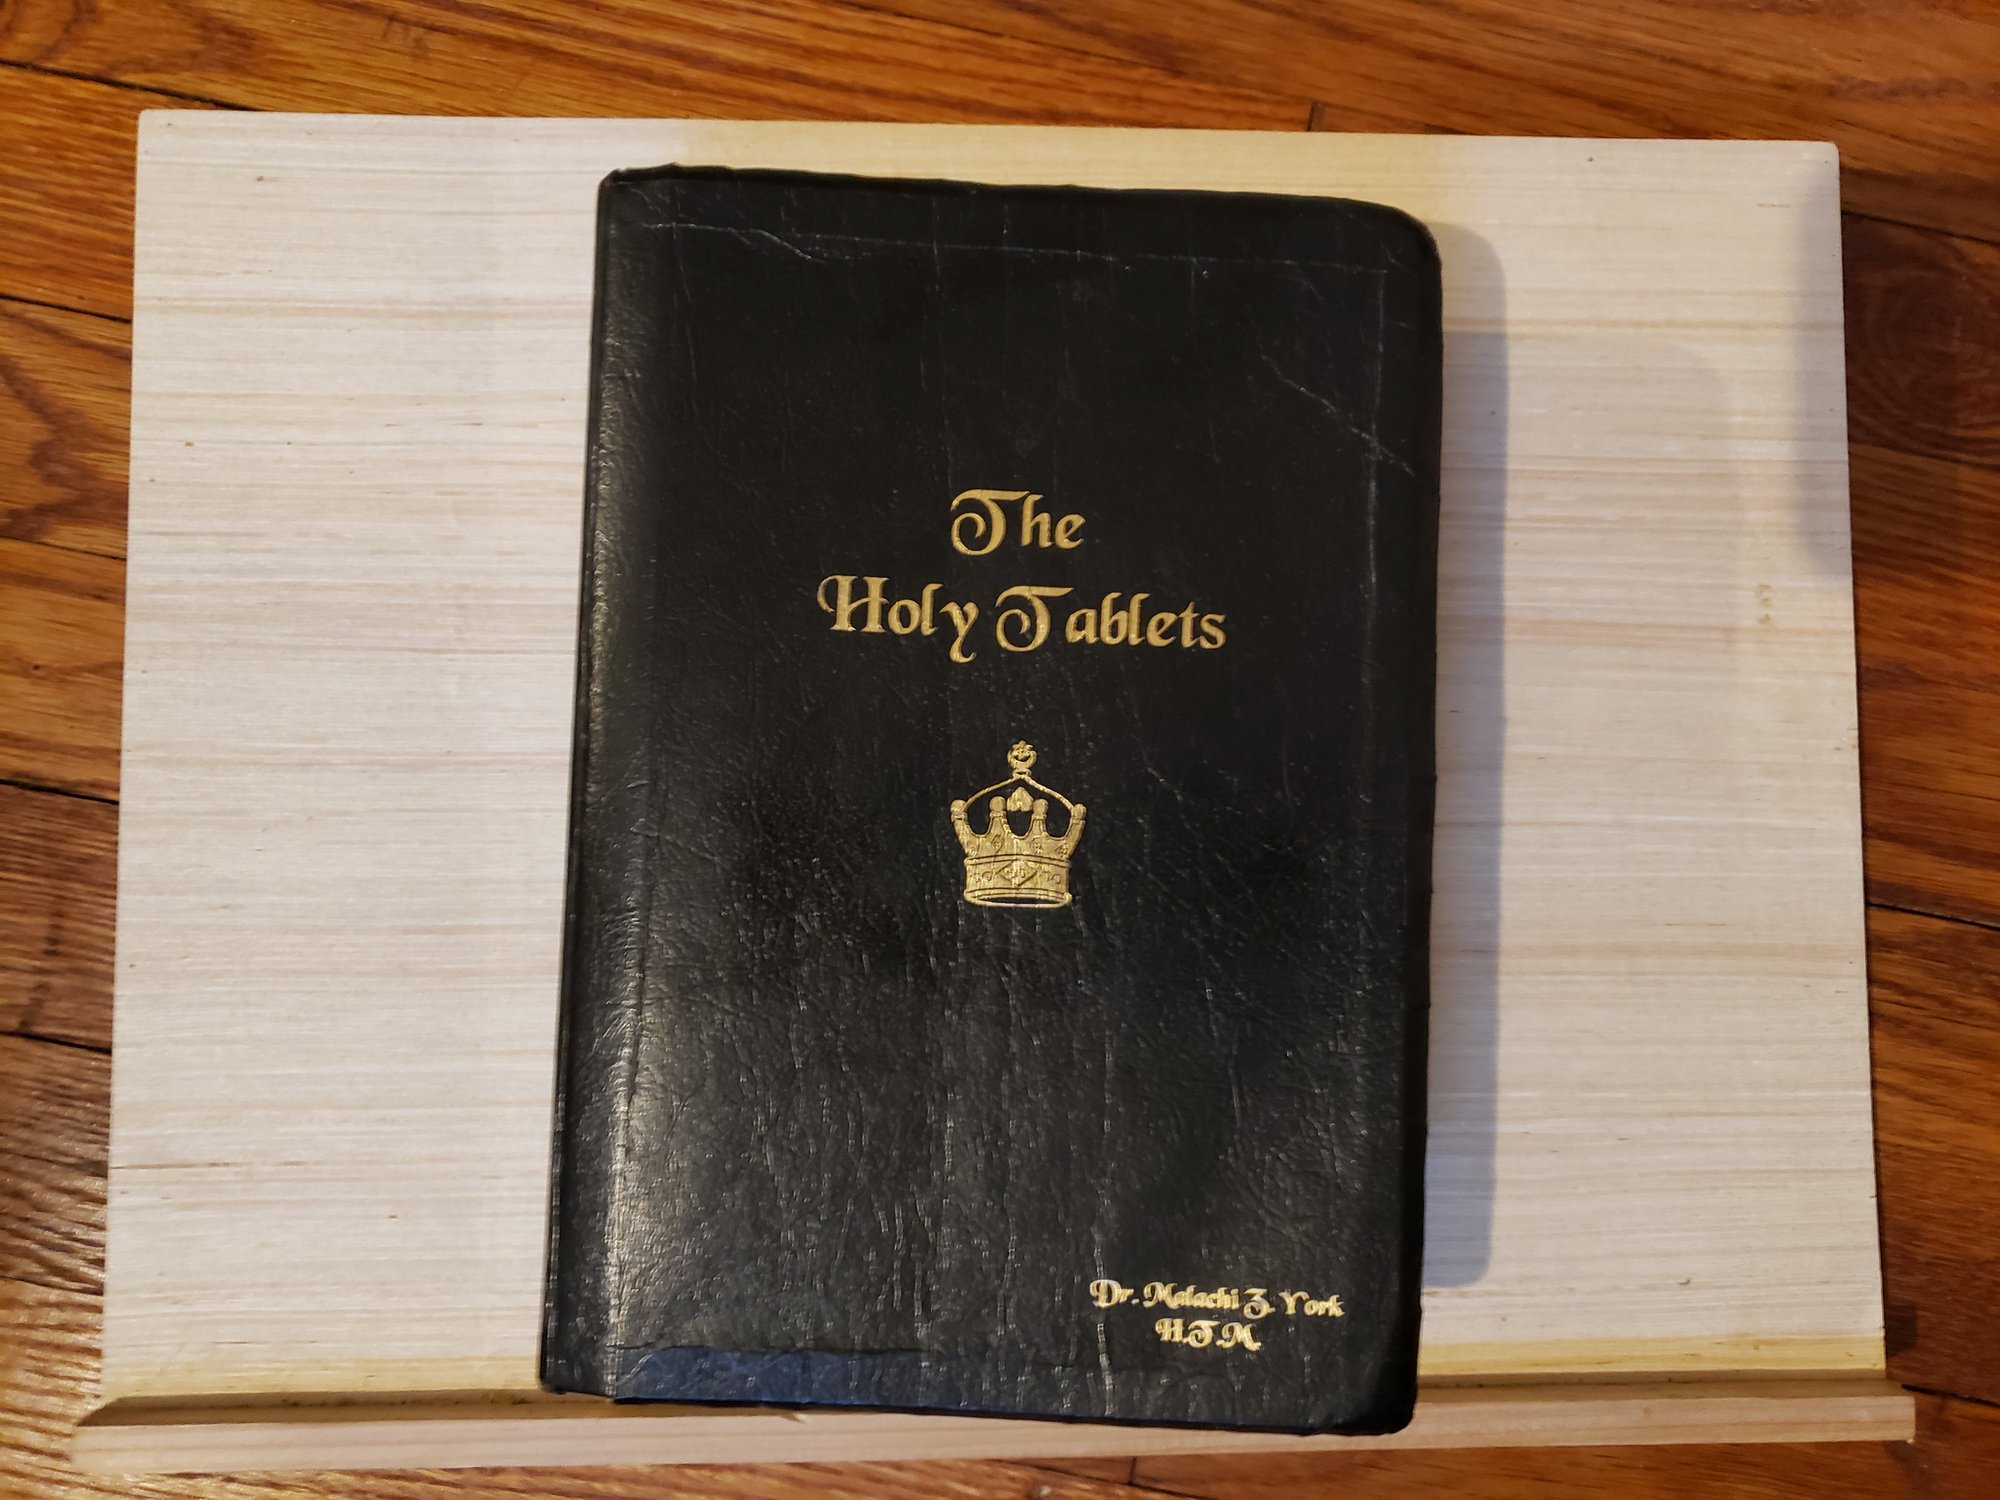 The
Holy Tablets
Dr. Malachi Z. York
H.T.M.